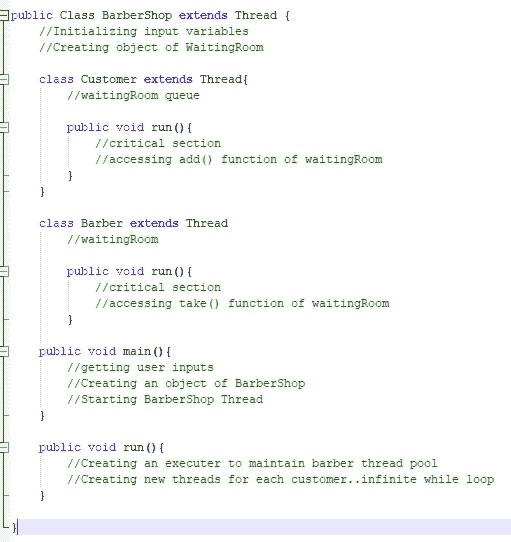 public Class BarberShop extends Thread {
//Initializing input variables
//Creating object of WaitingRoom
class Customer extends Thread{
//waitingRoom queue
public void run(){
//critical section
//accessing add() function of waitingRoom
}
}
class Barber extends Thread
//waitingRoom
public void run(){
//critical section
//accessing take() function of waitingRoom
}
public void main(){
//getting user inputs
//Creating an object of BarberShop
//Starting BarberShop Thread
}
public void run(){
//Creating an executer to maintain barber thread pool
//Creating new threads for each customer..infinite while loop
}
}